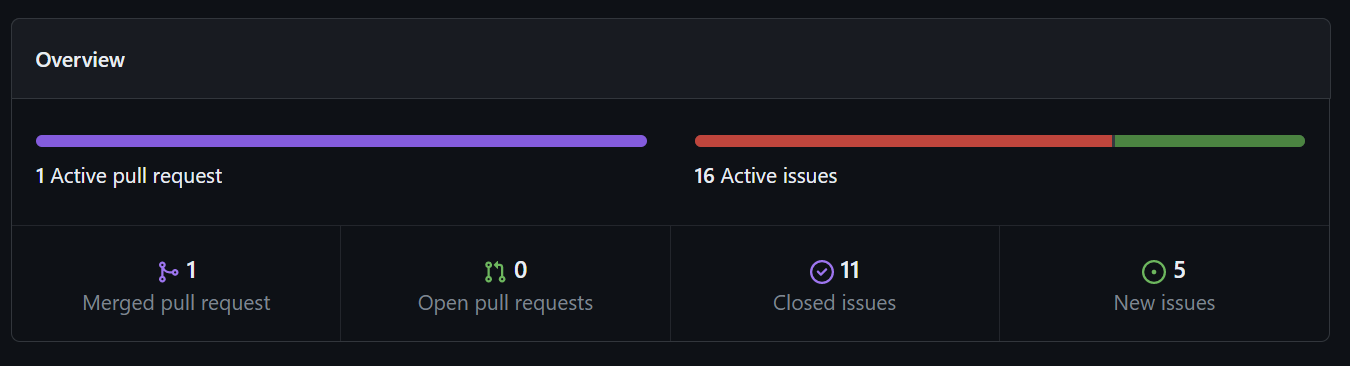 Overview
1 Active pull request
16 Active issues
1
Merged pull request
0
Open pull requests
11
Closed issues
5
New issues